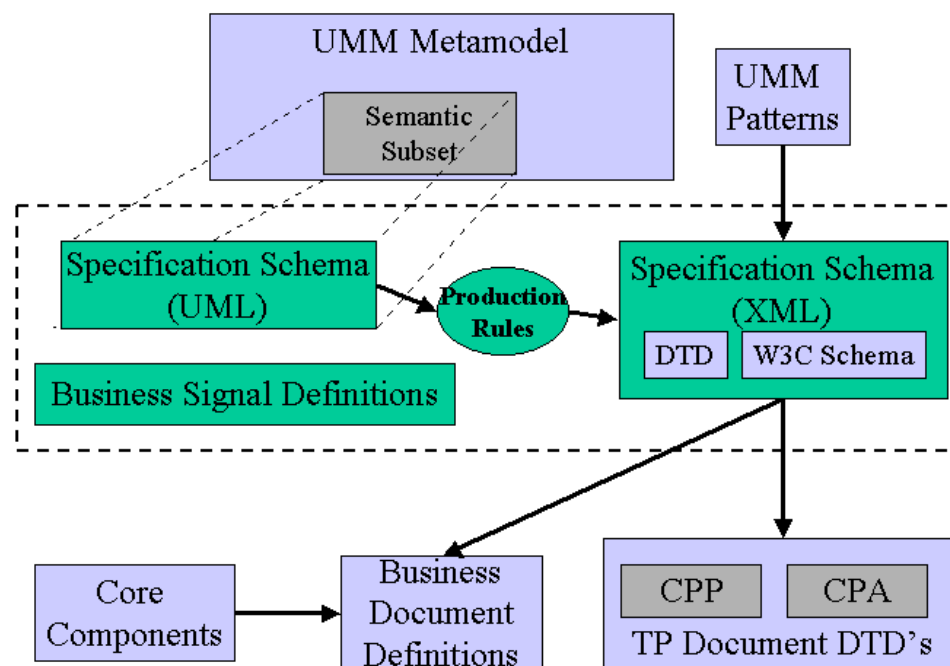 UMM Metamodel
Semantic
Subset
UMM
Patterns
Specification Schema
(UML)
Production
Rules
Specification Schema
(XML)
DTD
W3C Schema
Business Signal Definitions
Core
Components
Business
Document
Definitions
CPP
CPA
TP Document DTD’s